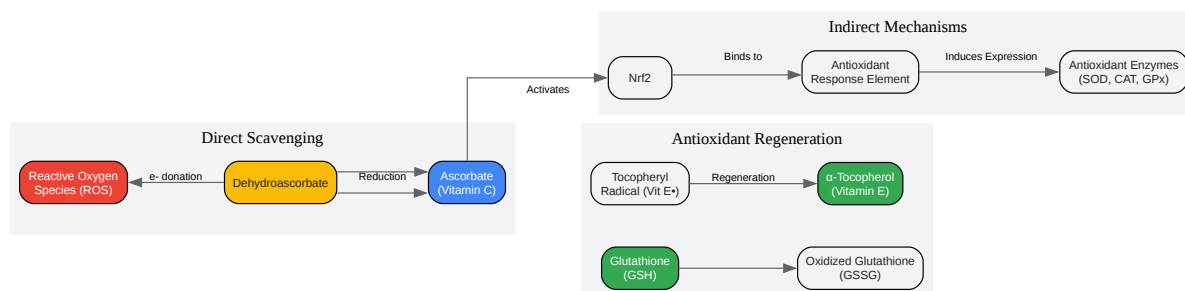 Indirect Mechanisms
Nrf2
Binds to
Antioxidant
Response Element
Induces Expression
Antioxidant Enzymes
(SOD, CAT, GPx)
Activates
Direct Scavenging
Reactive Oxygen
Species (ROS)
e- donation
Dehydroascorbate
Reduction
Ascorbate
(Vitamin C)
Antioxidant Regeneration
Tocopheryl
Radical (Vit E•)
Regeneration
α-Tocopherol
(Vitamin E)
Glutathione
(GSH)
Oxidized Glutathione
(GSSG)